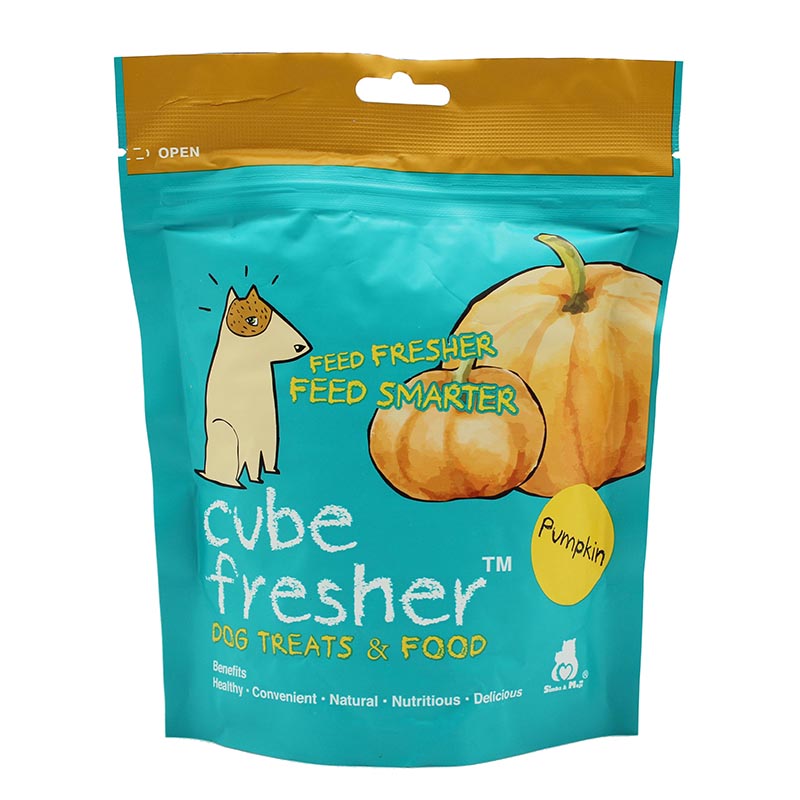 OPEN
FEED FRESHER
FEED SMARTER
Pumpkin
cube
fresher™
DOG TREATS & FOOD
Benefits
Healthy · Convenient · Natural · Nutritious · Delicious
®